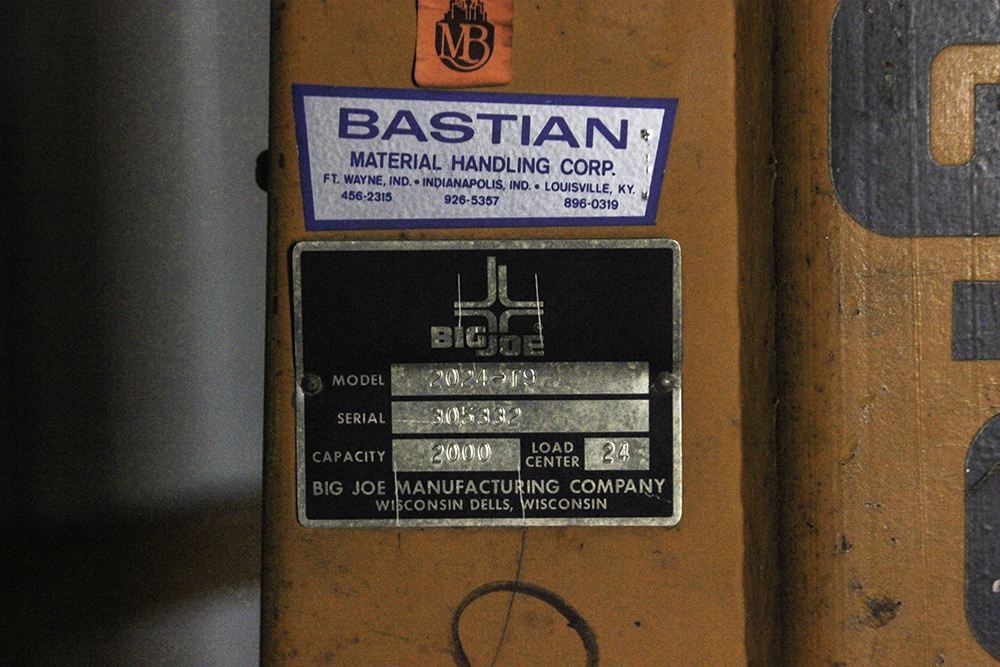 MB
BASTIAN
MATERIAL HANDLING CORP.
FT. WAYNE, IND. • INDIANAPOLIS, IND. • LOUISVILLE, KY.
456-2315 926-5357 896-0319
BIG JOE
MODEL 2024-T9
SERIAL 305332
CAPACITY 2000 LOAD CENTER 24
BIG JOE MANUFACTURING COMPANY
WISCONSIN DELLS, WISCONSIN